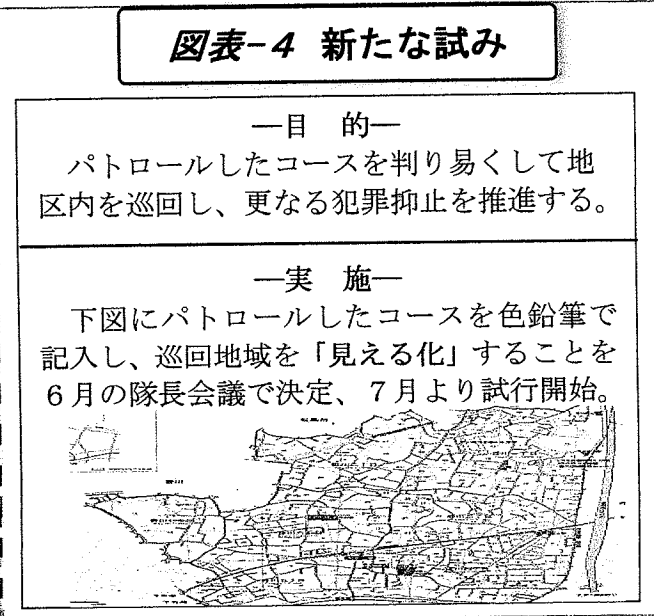 図表-4 新たな試み
―目 的―
パトロールしたコースを判り易くして地
区内を巡回し、更なる犯罪抑止を推進する。
―実 施―
下図にパトロールしたコースを色鉛筆で
記入し、巡回地域を「見える化」することを
6月の隊長会議で決定、7月より試行開始。